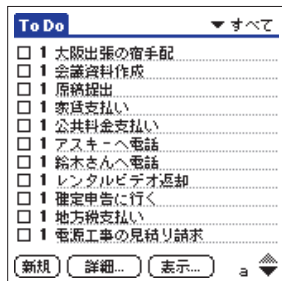 To Do ▼ すべて
□ 1 大阪出張の宿手配
□ 1 会議資料作成
□ 1 原稿提出
□ 1 家賃支払い
□ 1 公共料金支払い
□ 1 アスキーへ電話
□ 1 鈴木さんへ電話
□ 1 レンタルビデオ返却
□ 1 確定申告に行く
□ 1 地方税支払い
□ 1 電源工事の見積り請求
新規 詳細... 表示... a